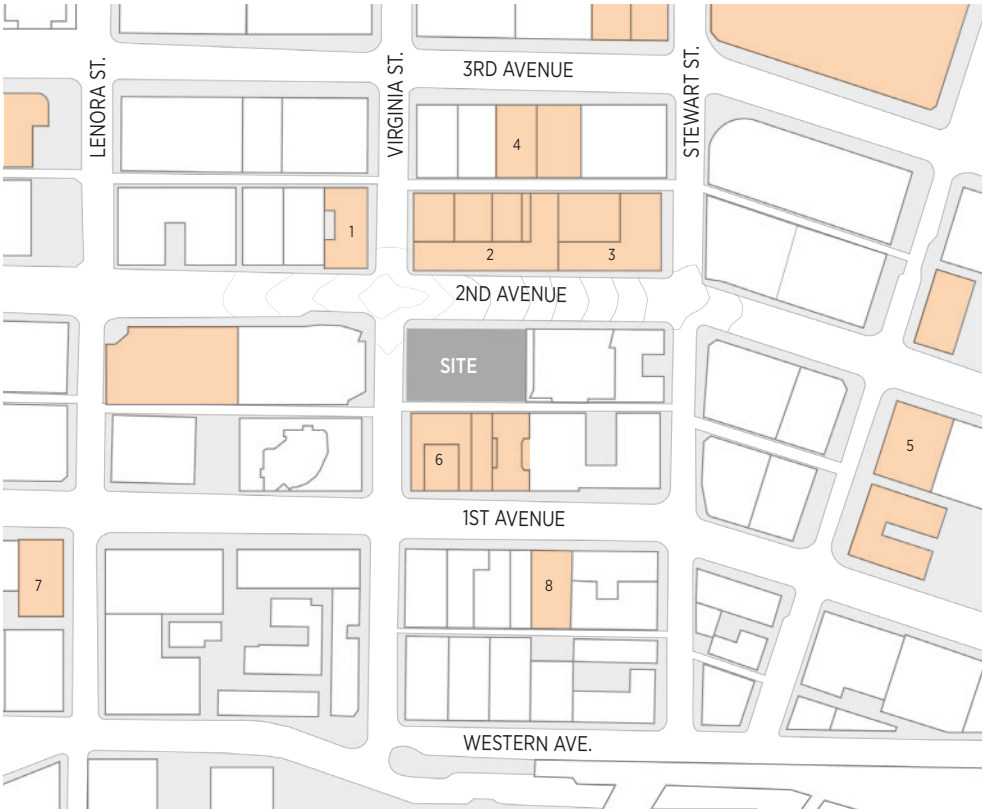 3RD AVENUE
LENORA ST.
VIRGINIA ST.
STEWART ST.
4
1
2
3
2ND AVENUE
SITE
6
5
1ST AVENUE
7
8
WESTERN AVE.